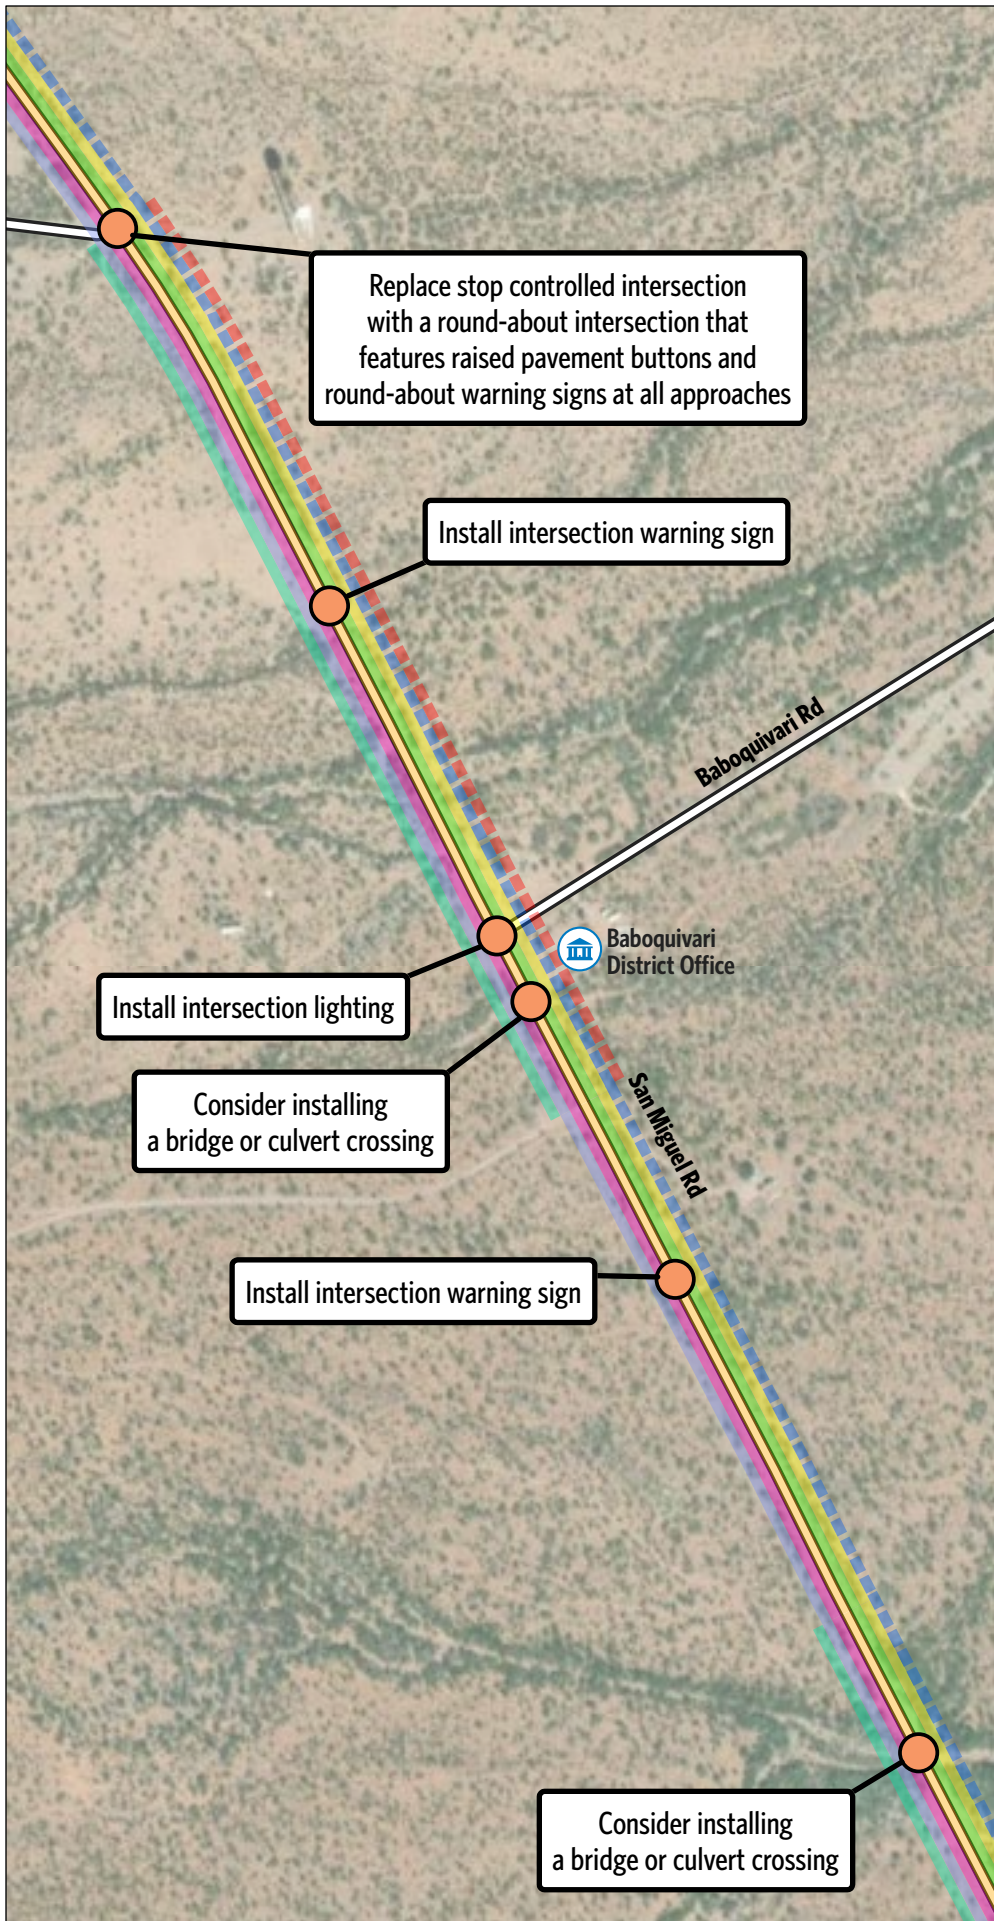 Replace stop controlled intersection
with a round-about intersection that
features raised pavement buttons and
round-about warning signs at all approaches
Install intersection warning sign
Baboquivari Rd
Baboquivari
District Office
Install intersection lighting
Consider installing
a bridge or culvert crossing
San Miguel Rd
Install intersection warning sign
Consider installing
a bridge or culvert crossing